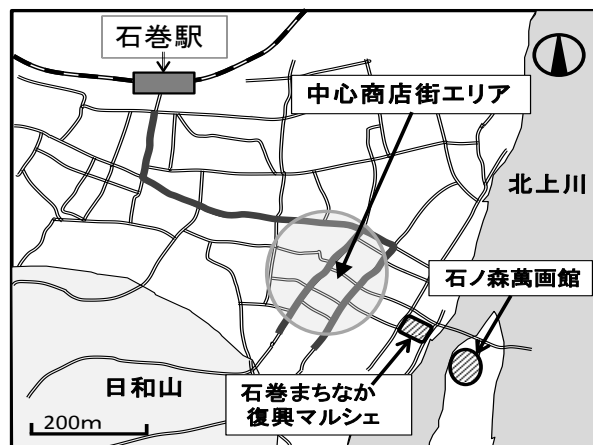 石巻駅
中心商店街エリア
北上川
石ノ森萬画館
石巻まちなか
復興マルシェ
日和山
200m